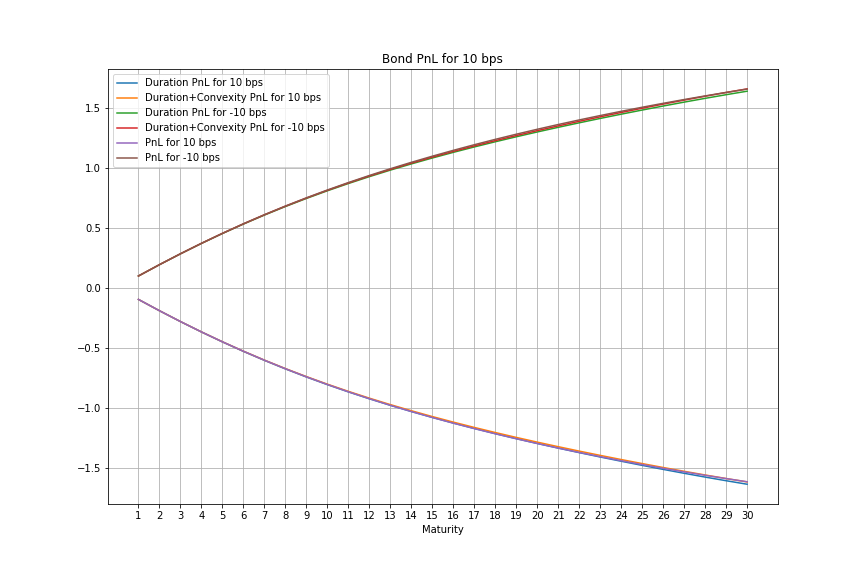 Bond PnL for 10 bps
Duration PnL for 10 bps
Duration+Convexity PnL for 10 bps
Duration PnL for -10 bps
Duration+Convexity PnL for -10 bps
PnL for 10 bps
PnL for -10 bps
1.5
1.0
0.5
0.0
−0.5
−1.0
−1.5
1 2 3 4 5 6 7 8 9 10 11 12 13 14 15 16 17 18 19 20 21 22 23 24 25 26 27 28 29 30
Maturity